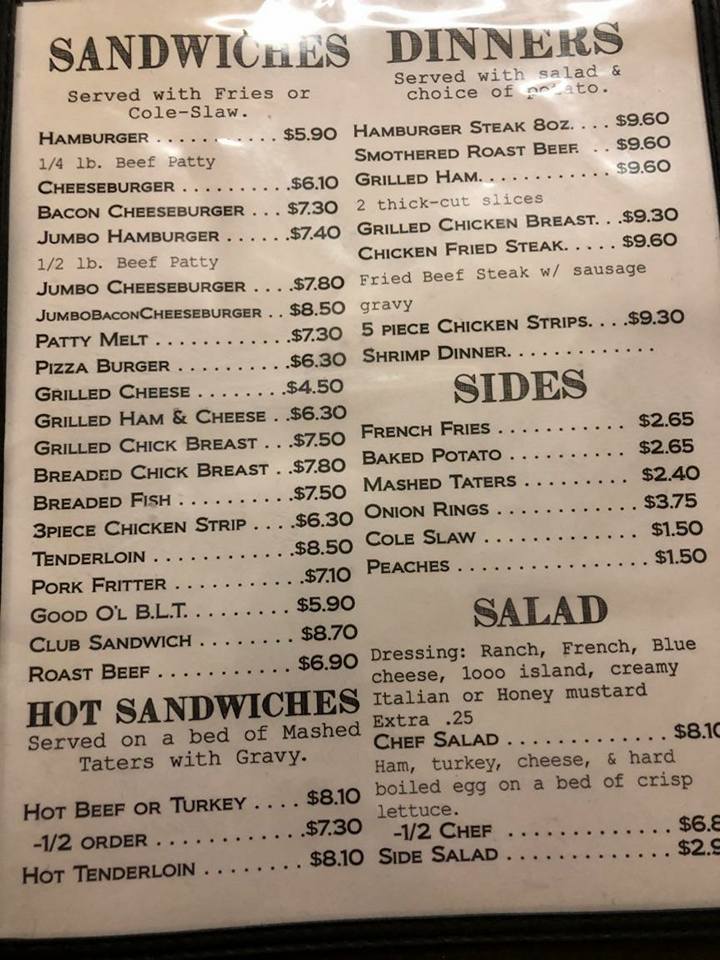 SANDWICHES
Served with Fries or
Cole-Slaw.
HAMBURGER . . . . . . . . . . . $5.90
1/4 lb. Beef Patty
CHEESEBURGER . . . . . . . . . .$6.10
BACON CHEESEBURGER . . . $7.30
JUMBO HAMBURGER . . . . . .$7.40
1/2 lb. Beef Patty
JUMBO CHEESEBURGER . . . .$7.80
JUMBOBACONCHEESEBURGER . . $8.50
PATTY MELT . . . . . . . . . . . .$7.30
PIZZA BURGER . . . . . . . . . .$6.30
GRILLED CHEESE . . . . . . . .$4.50
GRILLED HAM & CHEESE . .$6.30
GRILLED CHICK BREAST . . .$7.50
BREADED CHICK BREAST . .$7.80
BREADED FISH . . . . . . . . . .$7.50
3PIECE CHICKEN STRIP . . . .$6.30
TENDERLOIN . . . . . . . . . . . .$8.50
PORK FRITTER . . . . . . . . . . .$7.10
GOOD O'L B.L.T. . . . . . . . . $5.90
CLUB SANDWICH . . . . . . . . $8.70
ROAST BEEF . . . . . . . . . . . $6.90
HOT SANDWICHES
Served on a bed of Mashed
Taters with Gravy.
HOT BEEF OR TURKEY . . . . $8.10
-1/2 ORDER . . . . . . . . . . . .$7.30
HOT TENDERLOIN . . . . . . . . $8.10
DINNERS
Served with salad &
choice of potato.
HAMBURGER STEAK 8OZ. . . . $9.60
SMOTHERED ROAST BEEF. . . $9.60
GRILLED HAM. . . . . . . . . . . . $9.60
2 thick-cut slices
GRILLED CHICKEN BREAST. . .$9.30
CHICKEN FRIED STEAK. . . . . $9.60
Fried Beef Steak w/ sausage
gravy
5 PIECE CHICKEN STRIPS. . . .$9.30
SHRIMP DINNER. . . . . . . . . . . . .
SIDES
FRENCH FRIES . . . . . . . . . . $2.65
BAKED POTATO . . . . . . . . . . $2.65
MASHED TATERS . . . . . . . . . $2.40
ONION RINGS . . . . . . . . . . . . $3.75
COLE SLAW . . . . . . . . . . . . . $1.50
PEACHES . . . . . . . . . . . . . . . . $1.50
SALAD
Dressing: Ranch, French, Blue
cheese, 1ooo island, creamy
Italian or Honey mustard
Extra .25
CHEF SALAD . . . . . . . . . . . . . $8.10
Ham, turkey, cheese, & hard
boiled egg on a bed of crisp
lettuce.
-1/2 CHEF . . . . . . . . . . . . . $6.8
SIDE SALAD . . . . . . . . . . . . . $2.9